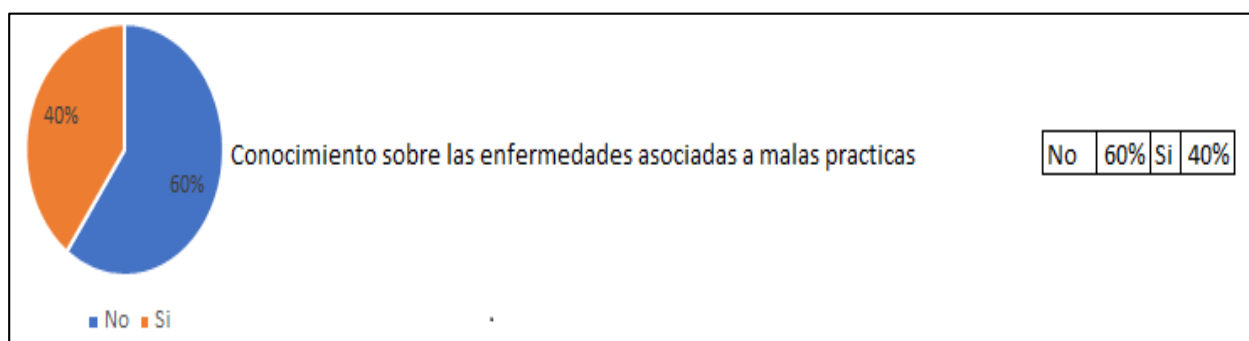 40%
60%
Conocimiento sobre las enfermedades asociadas a malas practicas
No 60% Si 40%
No Si
.